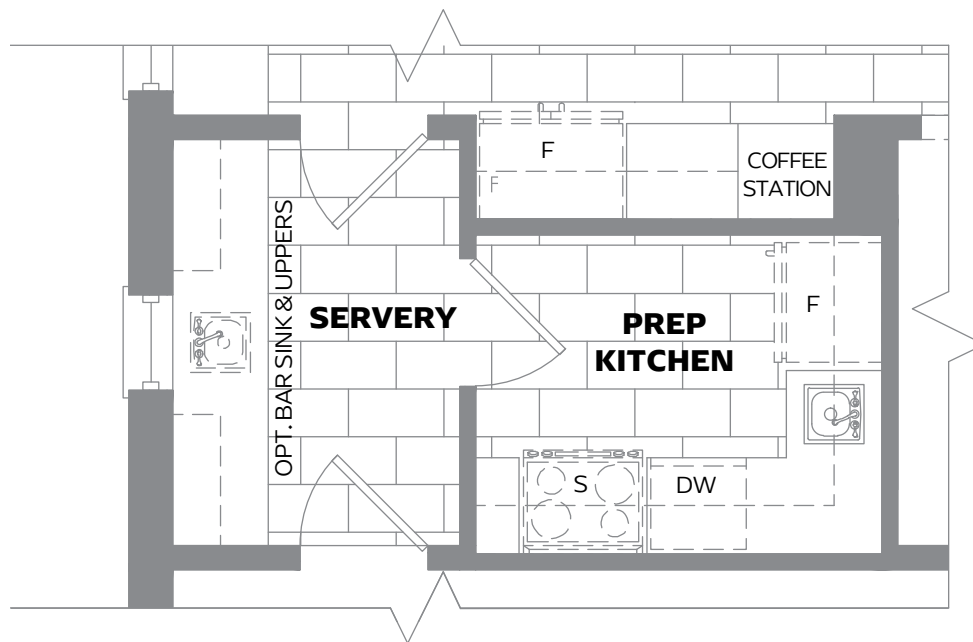 F
F
COFFEE
STATION
OPT. BAR SINK & UPPERS
SERVERY
PREP
KITCHEN
F
S
DW